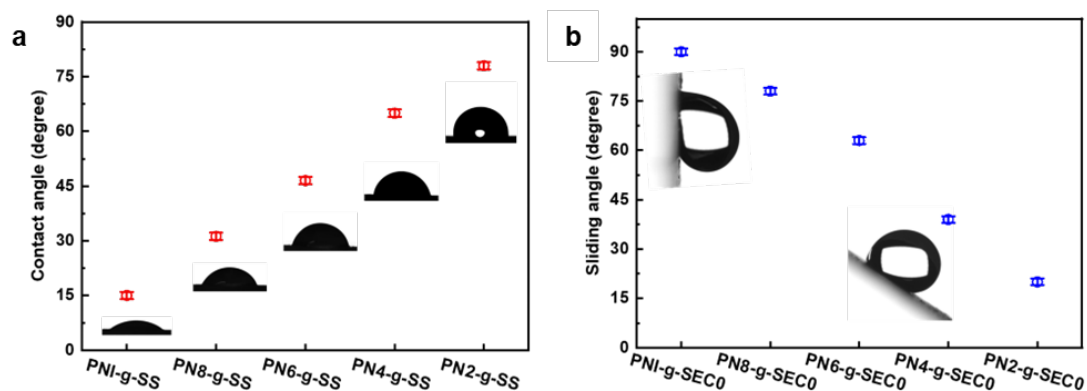 a
Contact angle (degree)
90
75
60
45
30
15
0
PNI-g-SS
PN8-g-SS
PN6-g-SS
PN4-g-SS
PN2-g-SS
b
Sliding angle (degree)
90
75
60
45
30
15
PNI-g-SEC0
PN8-g-SEC0
PN6-g-SEC0
PN4-g-SEC0
PN2-g-SEC0